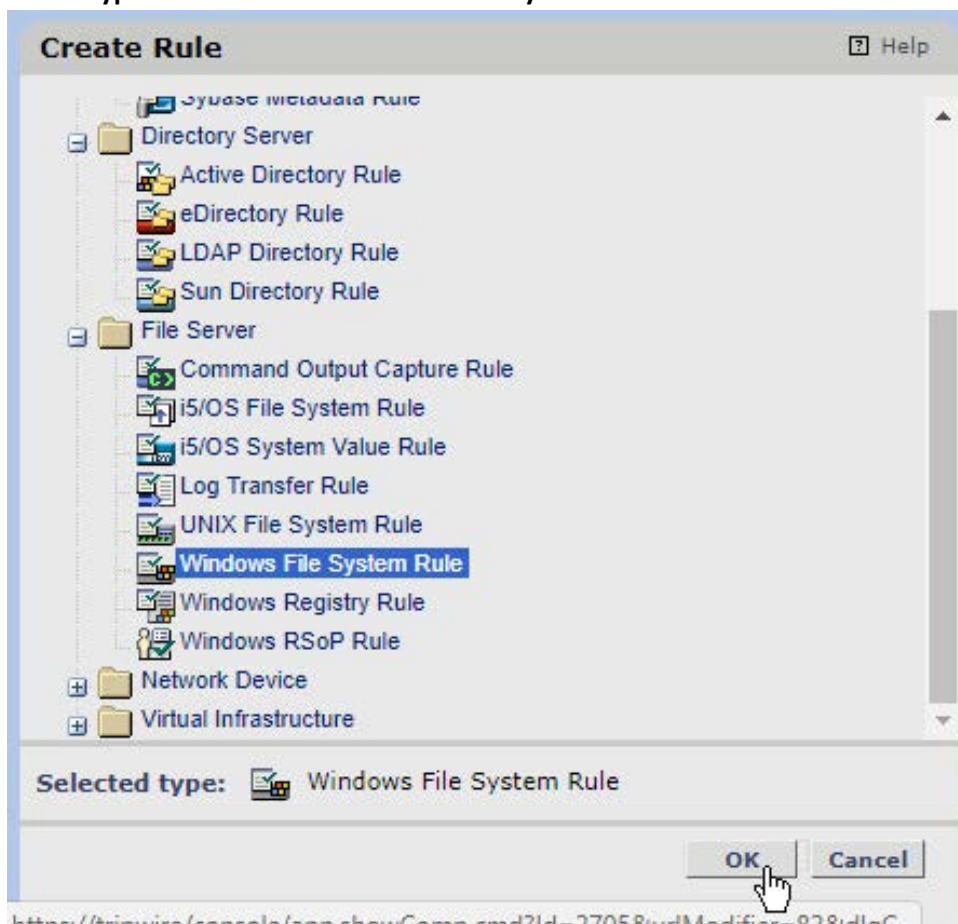 Create Rule
? Help
Sybase Metadata Rule
Directory Server
Active Directory Rule
eDirectory Rule
LDAP Directory Rule
Sun Directory Rule
File Server
Command Output Capture Rule
i5/OS File System Rule
i5/OS System Value Rule
Log Transfer Rule
UNIX File System Rule
Windows File System Rule
Windows Registry Rule
Windows RSoP Rule
Network Device
Virtual Infrastructure
Selected type: Windows File System Rule
OK Cancel